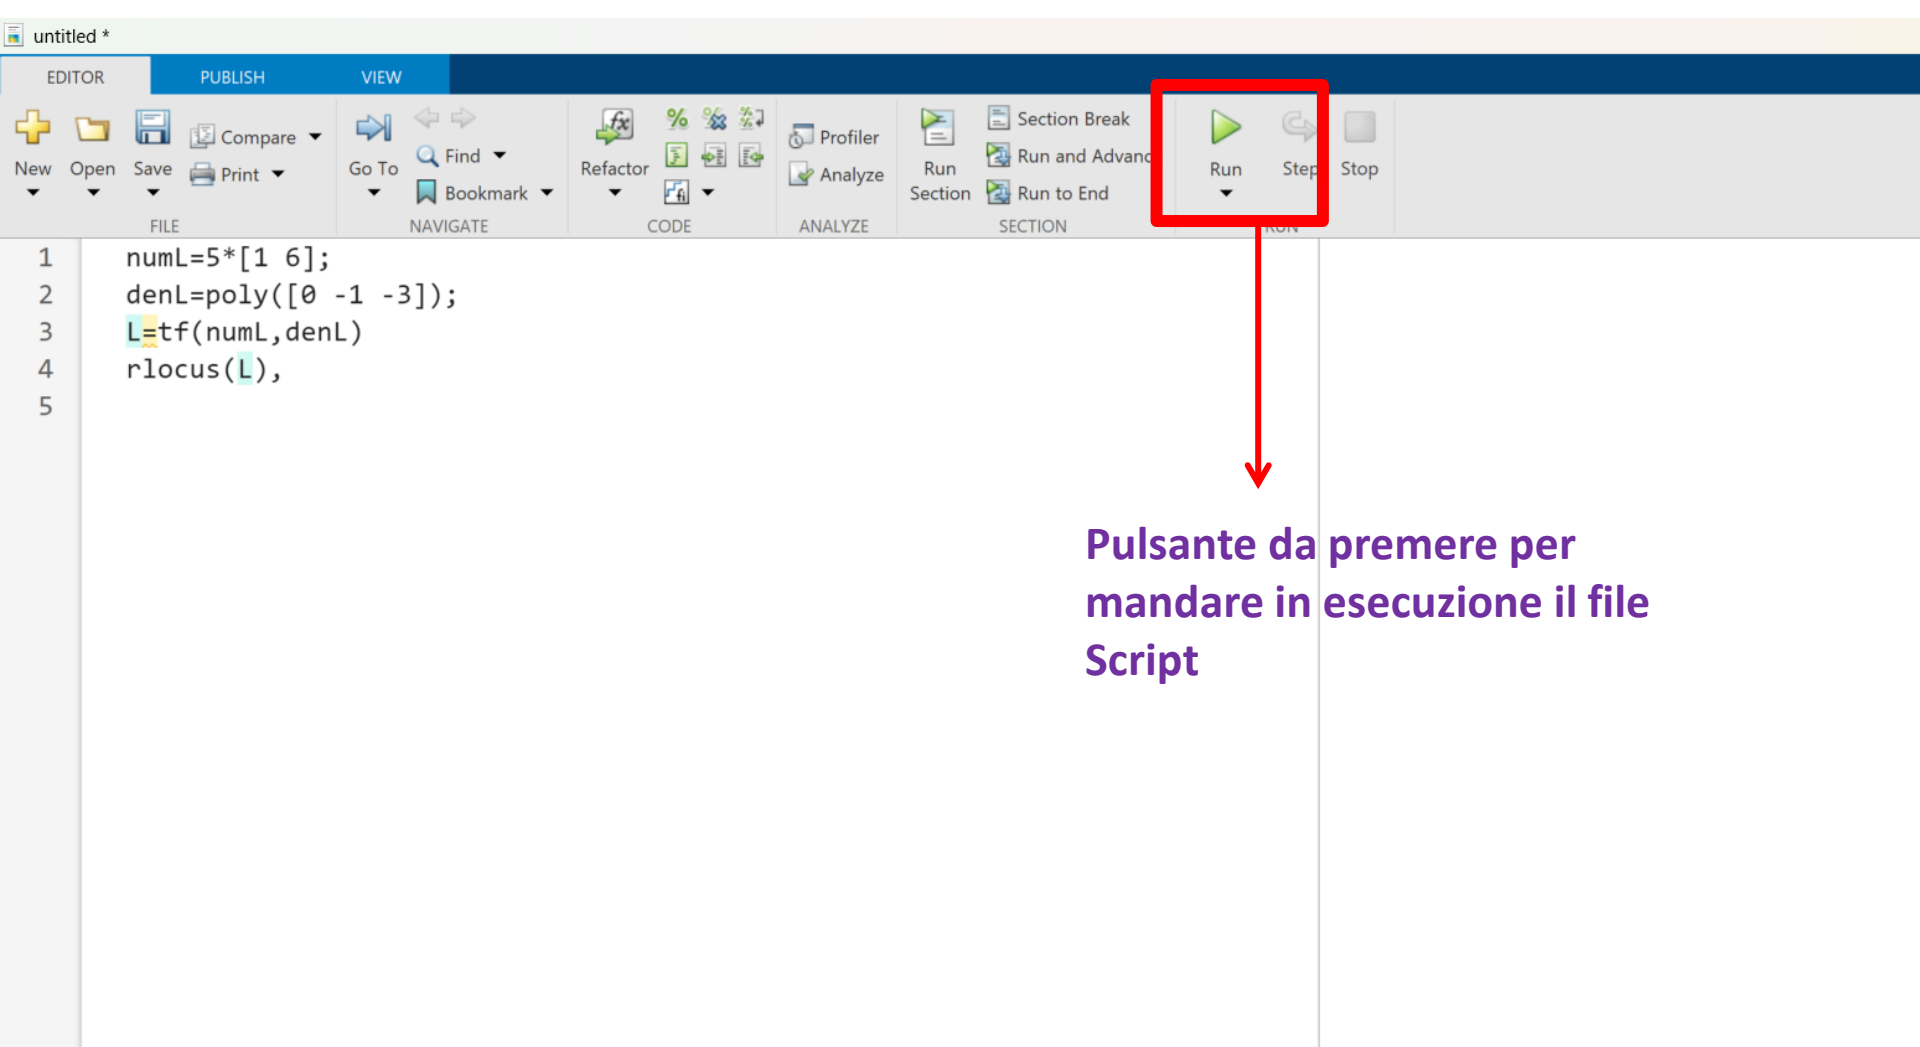 untitled *
EDITOR PUBLISH VIEW
New Open Save Compare Print
Go To Find Bookmark
Refactor
Profiler Analyze
Run Section
Section Break
Run and Advanc
Run to End
Run Step Stop
FILE NAVIGATE CODE ANALYZE SECTION RUN
1 numL=5*[1 6];
2 denL=poly([0 -1 -3]);
3 L=tf(numL,denL)
4 rlocus(L),
5
Pulsante da premere per
mandare in esecuzione il file
Script